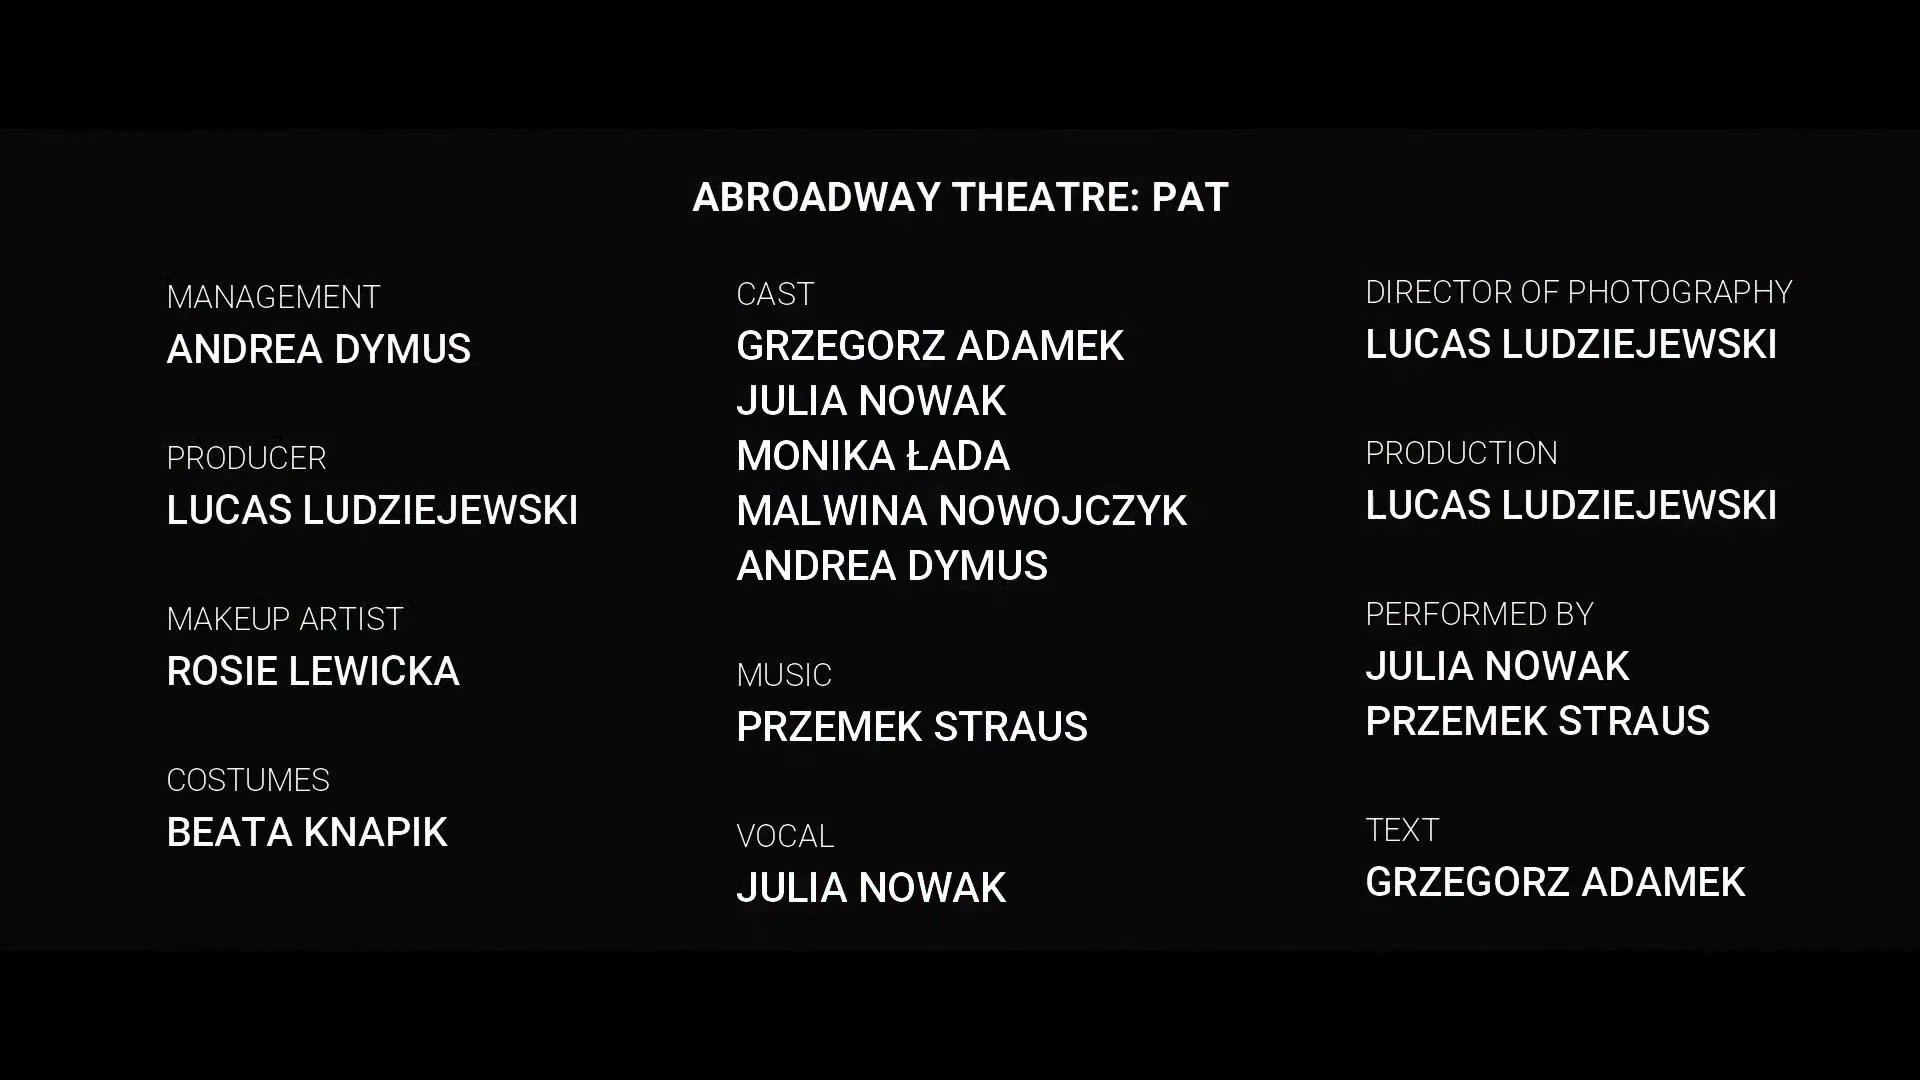 ABROADWAY THEATRE: PAT
MANAGEMENT
ANDREA DYMUS
PRODUCER
LUCAS LUDZIEJEWSKI
MAKEUP ARTIST
ROSIE LEWICKA
COSTUMES
BEATA KNAPIK
CAST
GRZEGORZ ADAMEK
JULIA NOWAK
MONIKA ŁADA
MALWINA NOWOJCZYK
ANDREA DYMUS
MUSIC
PRZEMEK STRAUS
VOCAL
JULIA NOWAK
DIRECTOR OF PHOTOGRAPHY
LUCAS LUDZIEJEWSKI
PRODUCTION
LUCAS LUDZIEJEWSKI
PERFORMED BY
JULIA NOWAK
PRZEMEK STRAUS
TEXT
GRZEGORZ ADAMEK